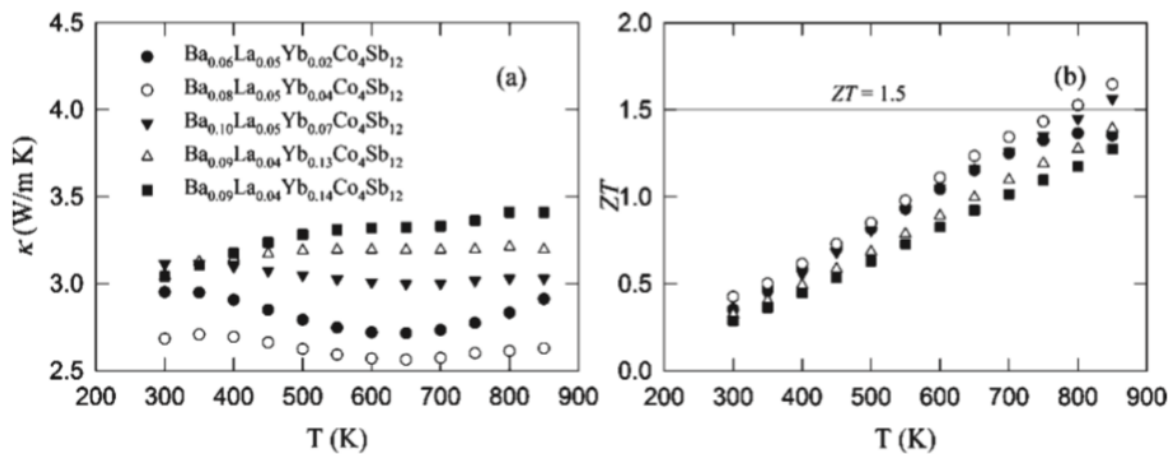 4.5
4.0
3.5
3.0
2.5
κ (W/m K)
Ba0.06La0.05Yb0.02Co4Sb12
Ba0.08La0.05Yb0.04Co4Sb12
Ba0.10La0.05Yb0.07Co4Sb12
Ba0.09La0.04Yb0.13Co4Sb12
Ba0.09La0.04Yb0.14Co4Sb12
(a)
200 300 400 500 600 700 800 900
T (K)
2.0
1.5
1.0
0.5
0.0
ZT
(b)
ZT = 1.5
200 300 400 500 600 700 800 900
T (K)